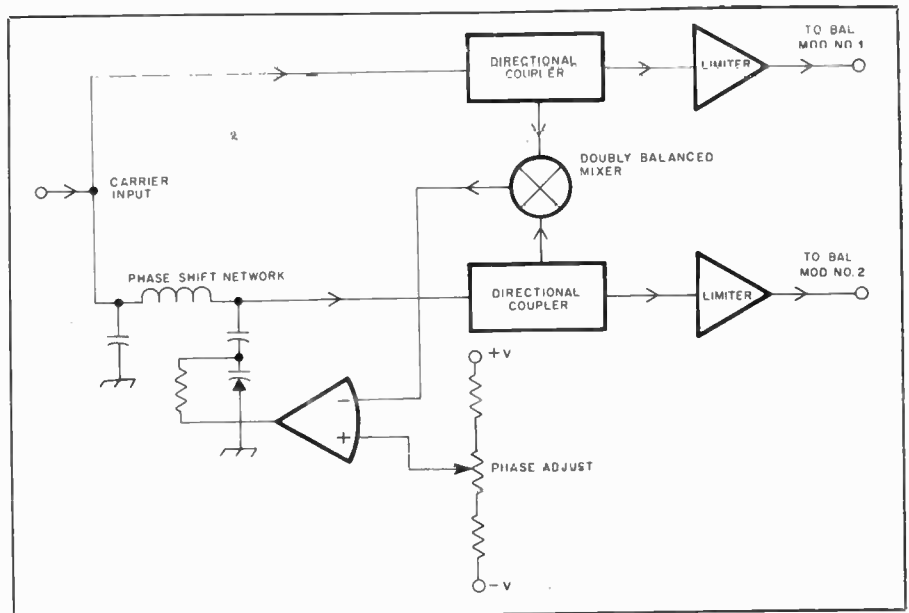 TO BAL
MOD NO.1
DIRECTIONAL
COUPLER
LIMITER
DOUBLY BALANCED
MIXER
CARRIER
INPUT
PHASE SHIFT NETWORK
TO BAL
MOD NO.2
DIRECTIONAL
COUPLER
LIMITER
+V
−
+
PHASE ADJUST
−V